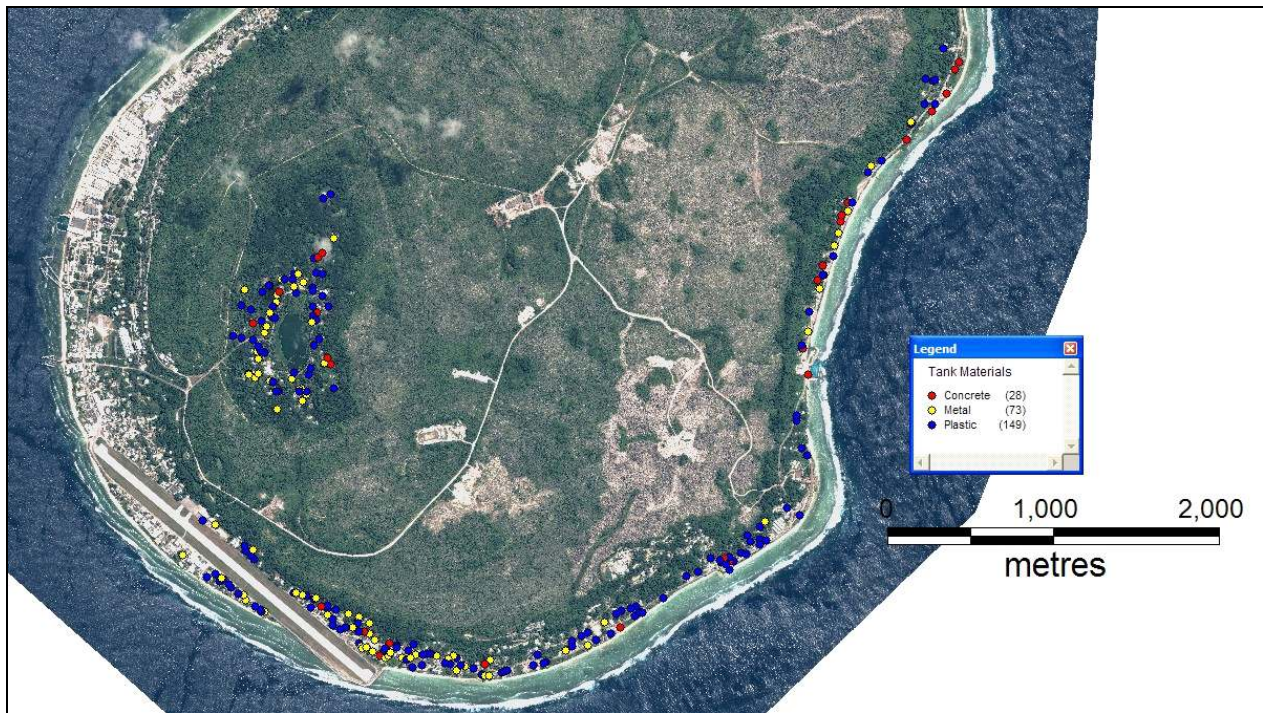 Legend
Tank Materials
Concrete (28)
Metal (73)
Plastic (149)
0 1,000 2,000
metres